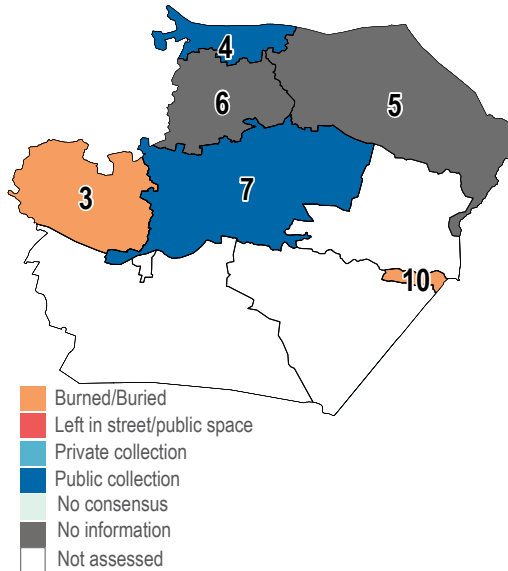 4
6
5
3
7
10
Burned/Buried
Left in street/public space
Private collection
Public collection
No consensus
No information
Not assessed